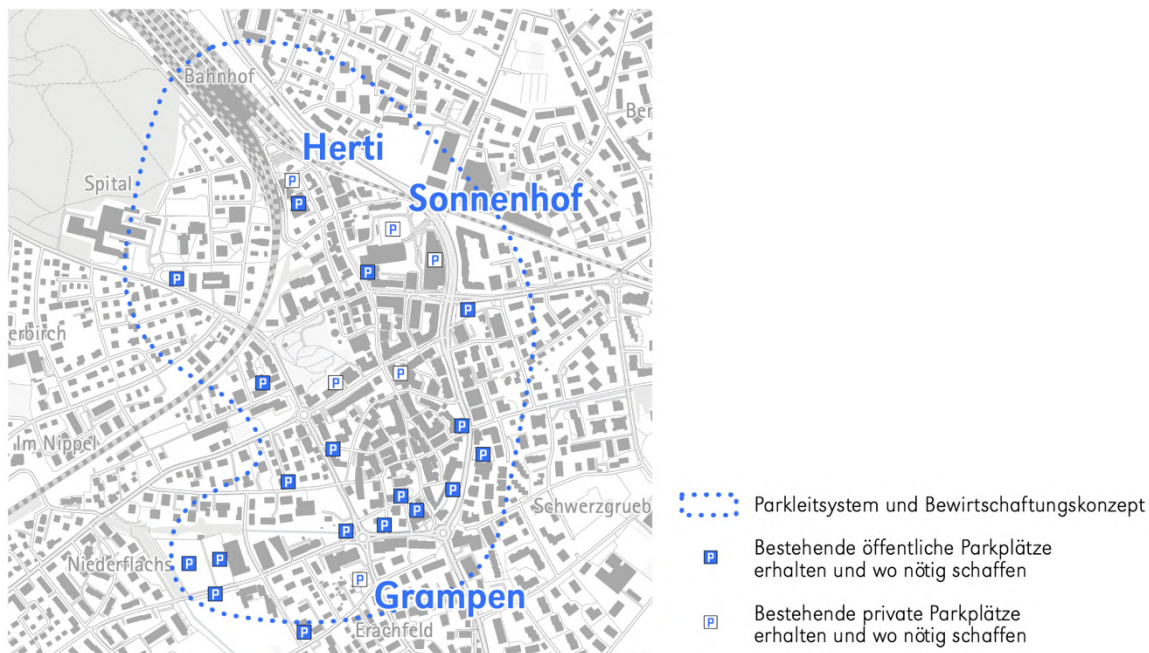 Bahnhof
Ber
Herti
Spital
P
Sonnenhof
P
P
P
P
P
P
erbirch
P
P
P
P
P
Im Nippel
P
P
P
P
P
P
Schwerzgrueb
P
P
Niederflachs
P
P
P
P
Grampen
P
Erachfeld
Parkleitsystem und Bewirtschaftungskonzept
P
Bestehende öffentliche Parkplätze
erhalten und wo nötig schaffen
P
Bestehende private Parkplätze
erhalten und wo nötig schaffen